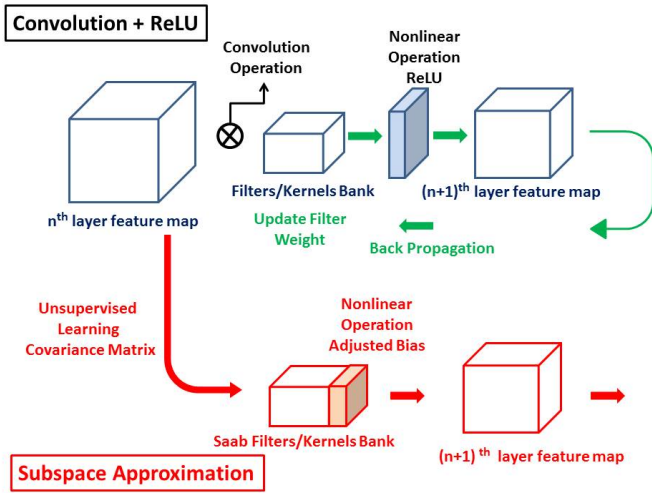 Convolution + ReLU
Convolution
Operation
Nonlinear
Operation
ReLU
Filters/Kernels Bank
(n+1)th layer feature map
nth layer feature map
Update Filter
Weight
Back Propagation
Unsupervised
Learning
Covariance Matrix
Nonlinear
Operation
Adjusted Bias
Saab Filters/Kernels Bank
(n+1) th layer feature map
Subspace Approximation